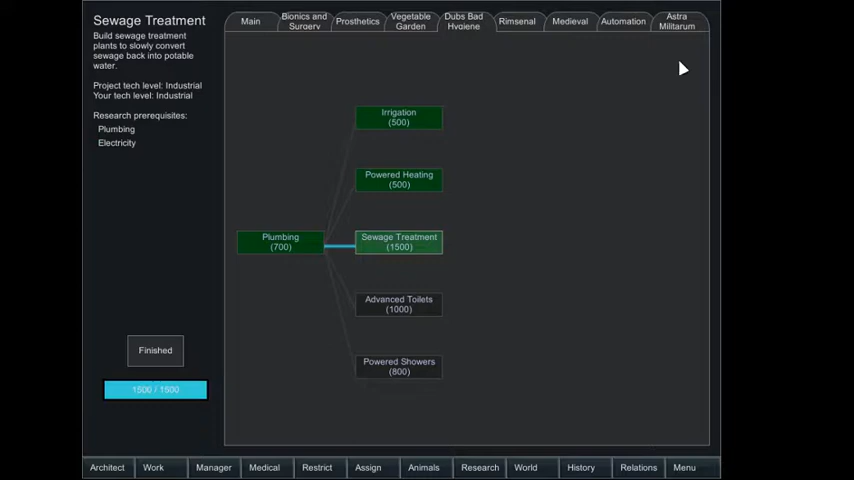 Sewage Treatment
Build sewage treatment
plants to slowly convert
sewage back into potable
water.
Project tech level: Industrial
Your tech level: Industrial
Research prerequisites:
Plumbing
Electricity
Finished
1500 / 1500
Main
Bionics and
Surgery
Prosthetics
Vegetable
Garden
Dubs Bad
Hygiene
Rimsenal
Medieval
Automation
Astra
Militarum
Irrigation
(500)
Powered Heating
(500)
Plumbing
(700)
Sewage Treatment
(1500)
Advanced Toilets
(1000)
Powered Showers
(800)
Architect
Work
Manager
Medical
Restrict
Assign
Animals
Research
World
History
Relations
Menu